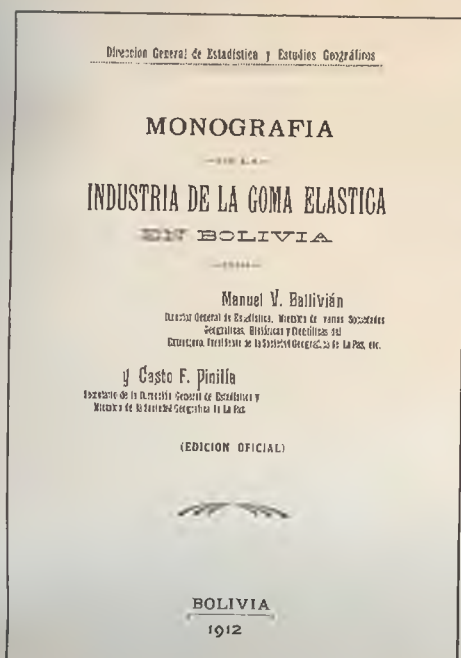 Dirección General de Estadística y Estudios Geográficos
MONOGRAFIA
DE LA
INDUSTRIA DE LA GOMA ELASTICA
EN BOLIVIA
Manuel V. Ballivián
Director General de Estadística, Miembro de varias Sociedades
Geográficas, Históricas y Científicas del
Extranjero, Presidente de la Sociedad Geográfica de La Paz, etc.
y Casto F. Pinilla
Secretario de la Dirección General de Estadística y
Miembro de la Sociedad Geográfica de La Paz
(EDICION OFICIAL)
BOLIVIA
1912